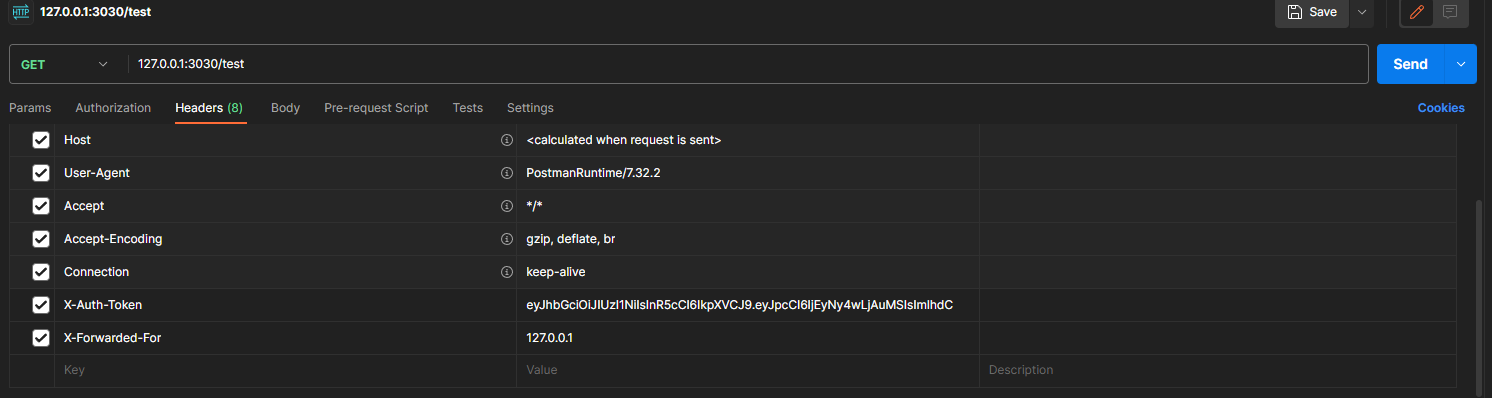 HTTP 127.0.0.1:3030/test Save
GET 127.0.0.1:3030/test Send
Params Authorization Headers (8) Body Pre-request Script Tests Settings Cookies
Host <calculated when request is sent>
User-Agent PostmanRuntime/7.32.2
Accept */*
Accept-Encoding gzip, deflate, br
Connection keep-alive
X-Auth-Token eyJhbGciOiJIUzI1NiIsInR5cCI6IkpXVCJ9.eyJpcCI6IjEyNy4wLjAuMSIsImlhdC
X-Forwarded-For 127.0.0.1
Key Value Description